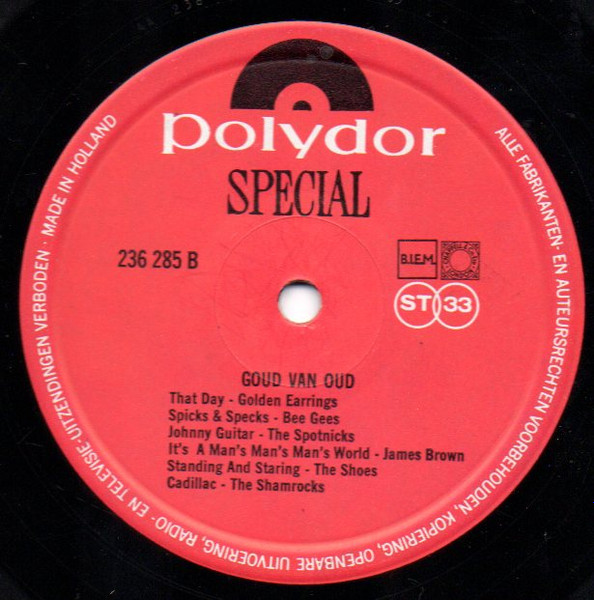 polydor
SPECIAL
236 285 B
B.I.E.M.
ST 33
GOUD VAN OUD
That Day - Golden Earrings
Spicks & Specks - Bee Gees
Johnny Guitar - The Spotnicks
It's A Man's Man's Man's World - James Brown
Standing And Staring - The Shoes
Cadillac - The Shamrocks
ALLE FABRIKANTEN- EN AUTEURSRECHTEN VOORBEHOUDEN, KOPIERING, OPENBARE UITVOERING, RADIO- EN TELEVISIE-UITZENDINGEN VERBODEN · MADE IN HOLLAND